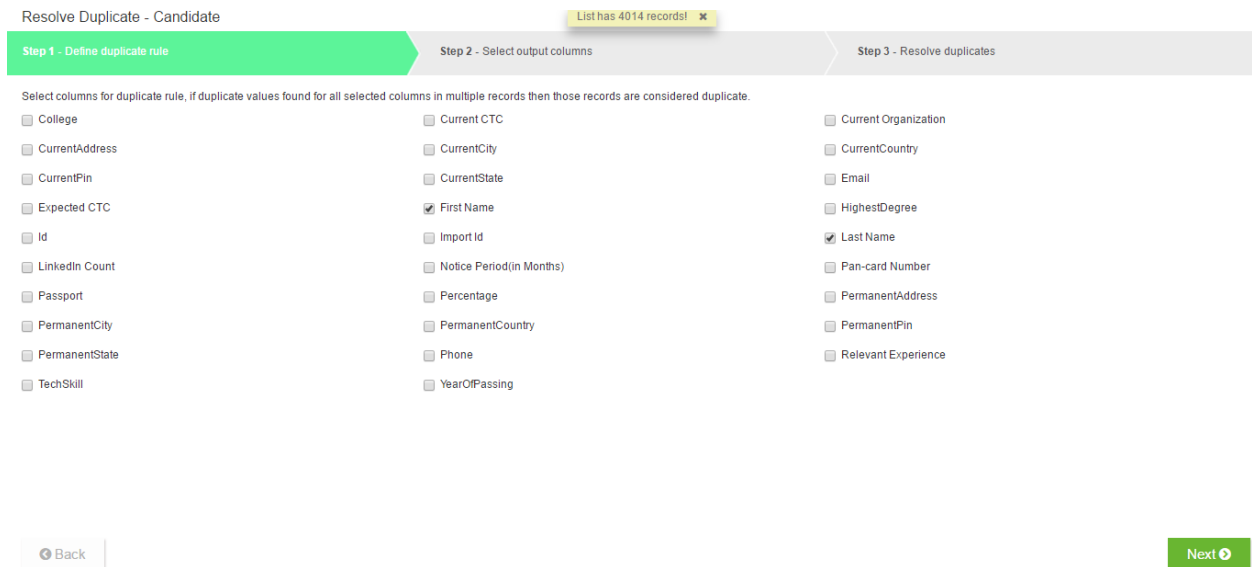 Resolve Duplicate - Candidate
List has 4014 records! ✖
Step 1 - Define duplicate rule
Step 2 - Select output columns
Step 3 - Resolve duplicates
Select columns for duplicate rule, if duplicate values found for all selected columns in multiple records then those records are considered duplicate.
College
Current CTC
Current Organization
CurrentAddress
CurrentCity
CurrentCountry
CurrentPin
CurrentState
Email
Expected CTC
First Name
HighestDegree
Id
Import Id
Last Name
LinkedIn Count
Notice Period(in Months)
Pan-card Number
Passport
Percentage
PermanentAddress
PermanentCity
PermanentCountry
PermanentPin
PermanentState
Phone
Relevant Experience
TechSkill
YearOfPassing
Back
Next